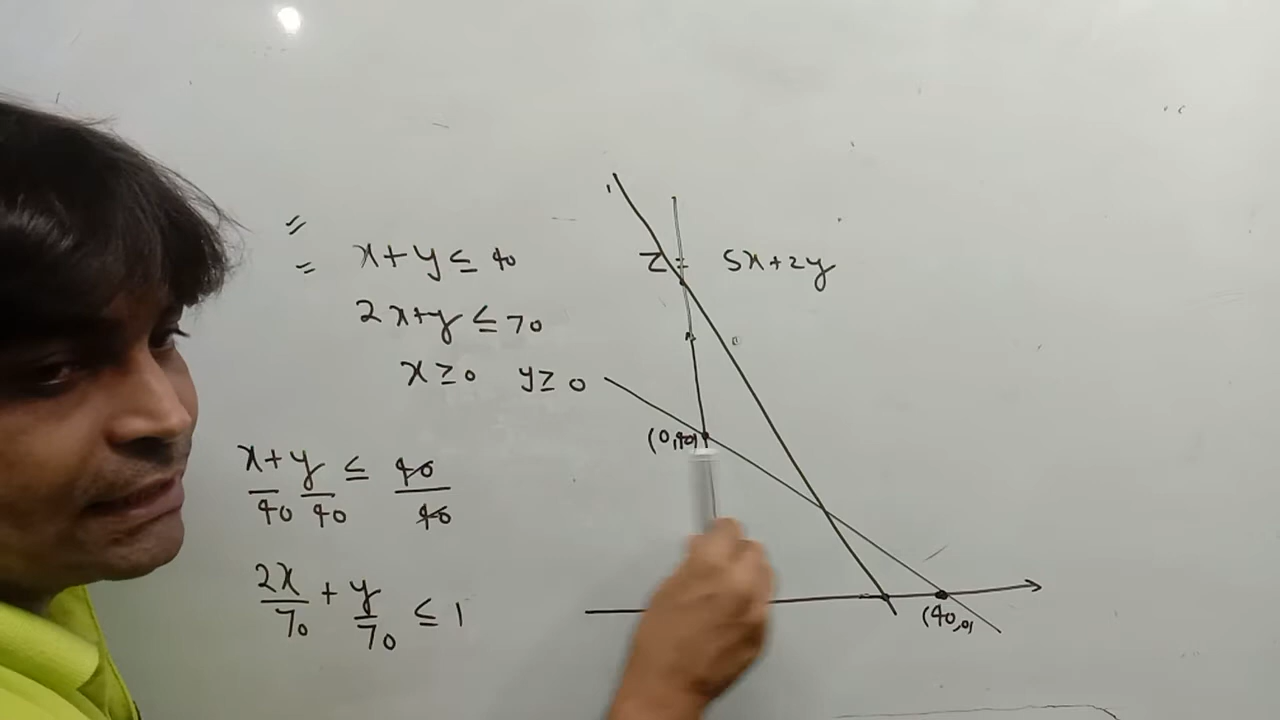 x+y ≤ 40
2x+y ≤ 70
x ≥ 0 y ≥ 0
x/40 + y/40 ≤ 40/40
2x/70 + y/70 ≤ 1
Z = 5x+2y
(0,40)
(40,0)